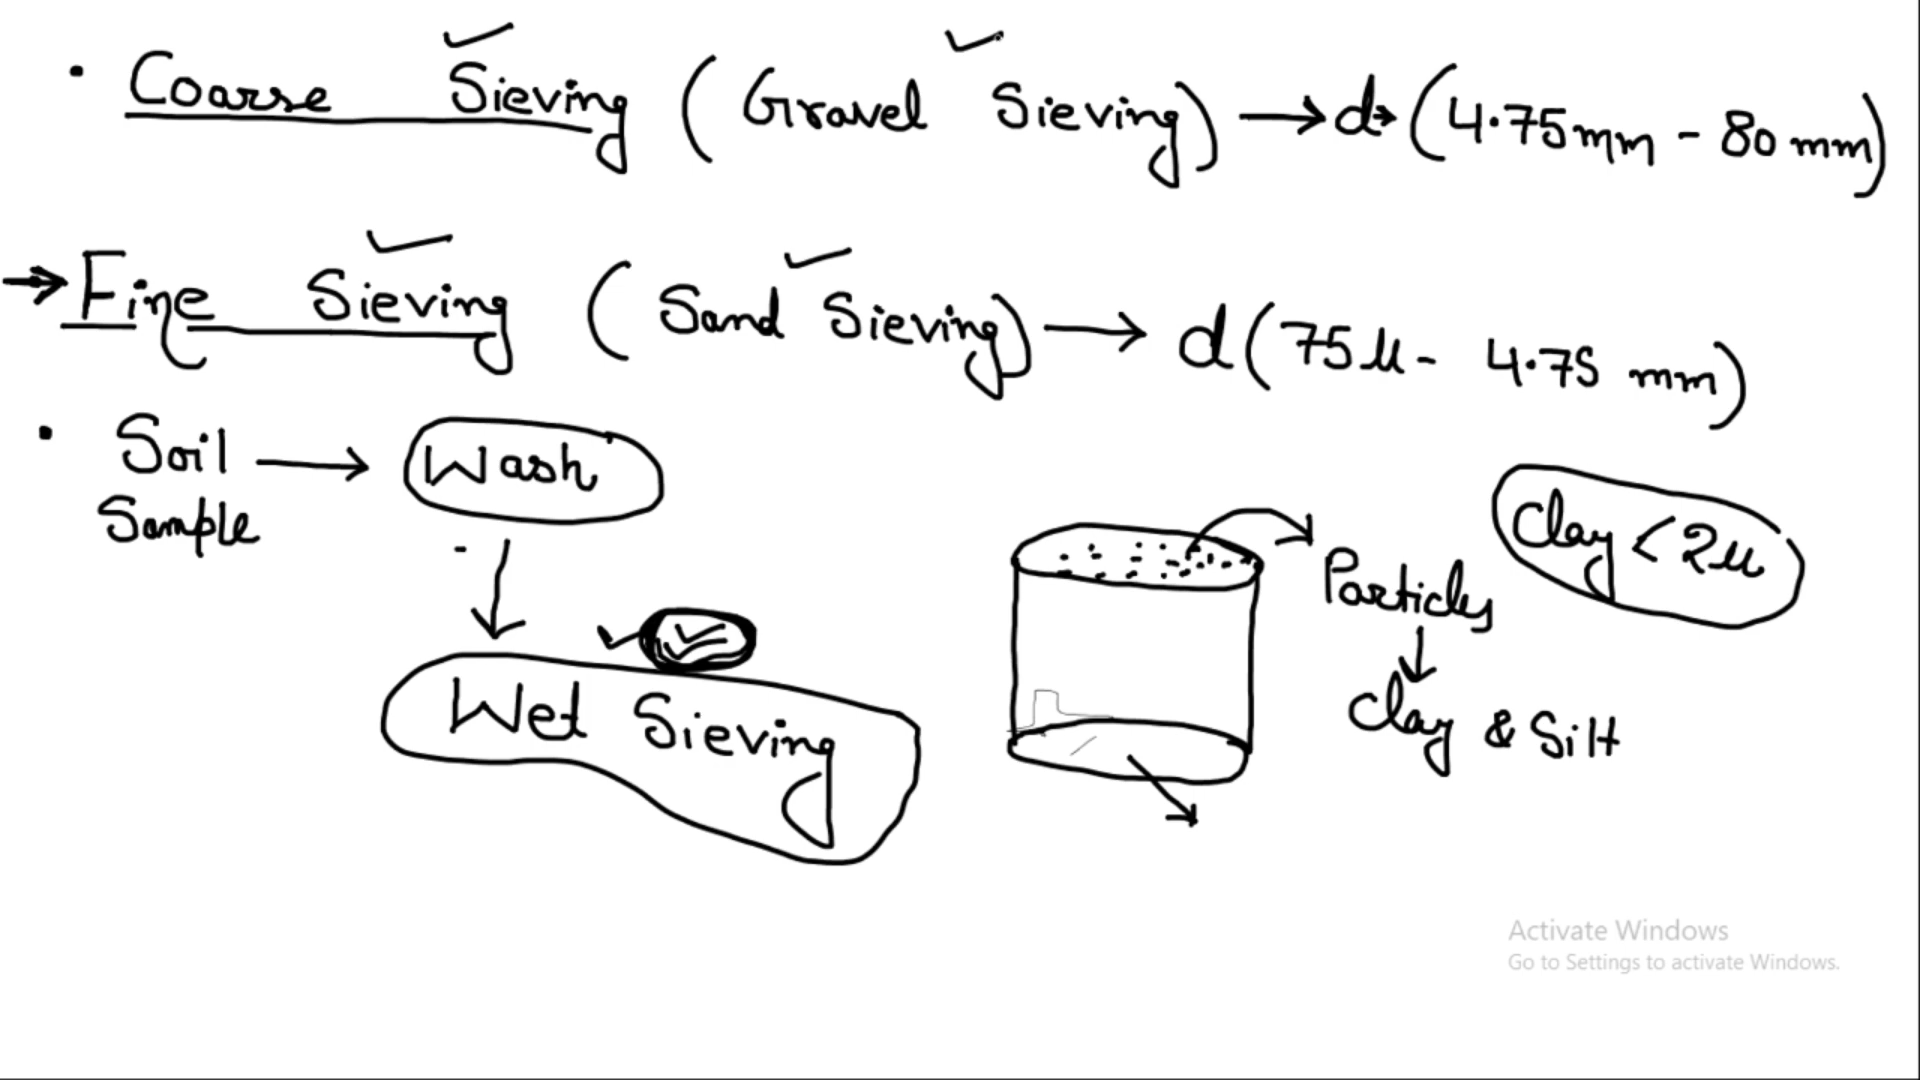 • Coarse Sieving (Gravel Sieving) → d→ (4.75mm - 80 mm)
→ Fine Sieving (Sand Sieving) → d (75μ - 4.75 mm)
• Soil → Wash
Sample
Clay < 2μ
Particles
Wet Sieving
Clay & Silt
Activate Windows
Go to Settings to activate Windows.